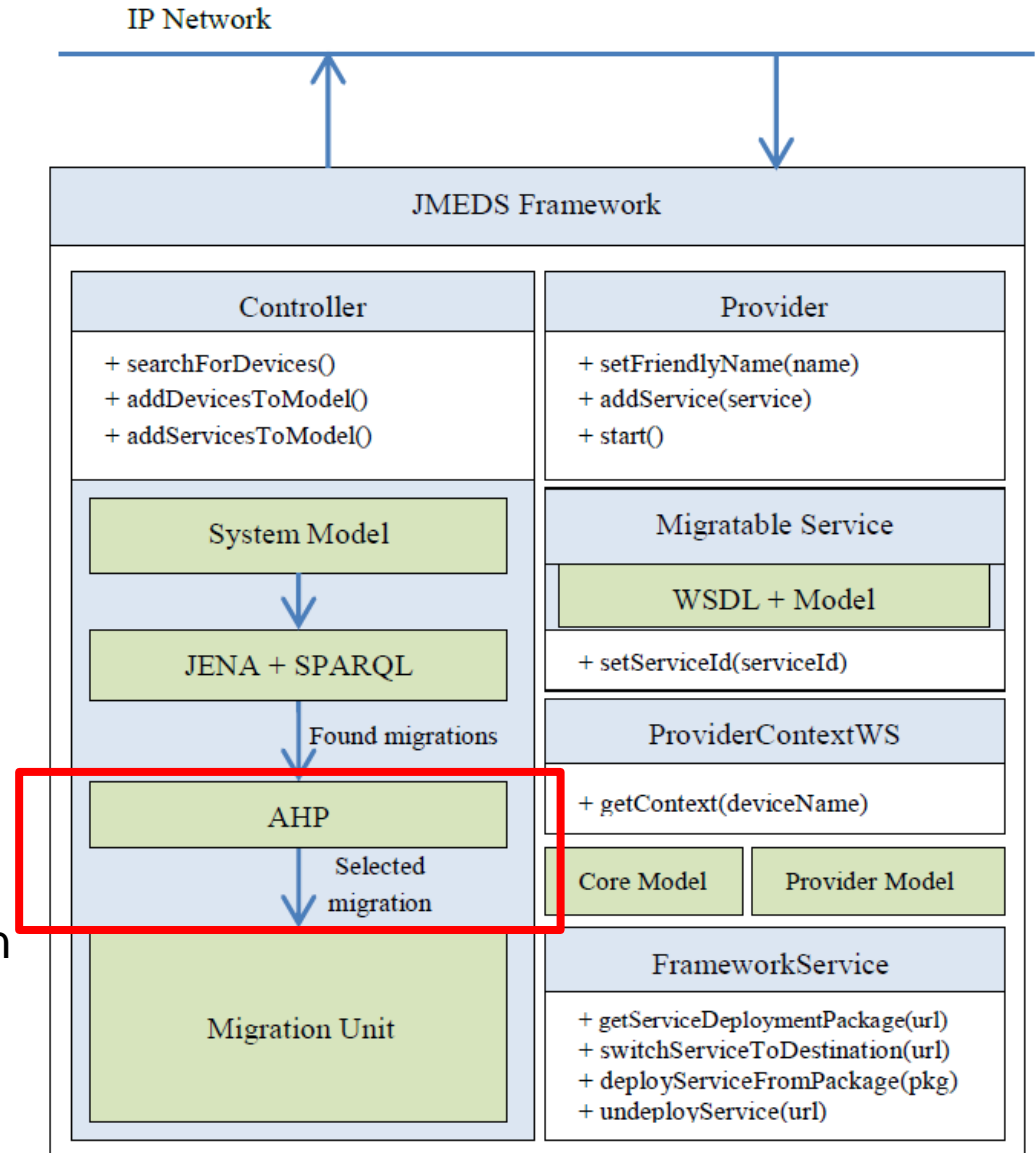 IP Network
JMEDS Framework
Controller
+ searchForDevices()
+ addDevicesToModel()
+ addServicesToModel()
System Model
JENA + SPARQL
Found migrations
AHP
Selected
migration
Migration Unit
Provider
+ setFriendlyName(name)
+ addService(service)
+ start()
Migratable Service
WSDL + Model
+ setServiceId(serviceId)
ProviderContextWS
+ getContext(deviceName)
Core Model
Provider Model
FrameworkService
+ getServiceDeploymentPackage(url)
+ switchServiceToDestination(url)
+ deployServiceFromPackage(pkg)
+ undeployService(url)